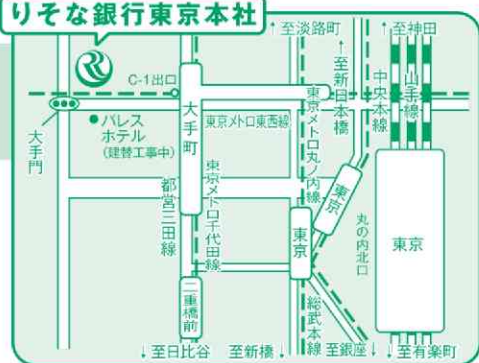 りそな銀行東京本社
↑至淡路町
↑至新日本橋
↑至神田
C-1出口
大手門
●パレス
ホテル
(建替工事中)
大手町
東京メトロ東西線
東京メトロ丸ノ内線
中央本線
山手線
都営三田線
東京メトロ千代田線
東京
東京
丸の内北口
東京
二重橋前
総武本線
↓至日比谷
至新橋↓
至銀座↓
↓至有楽町